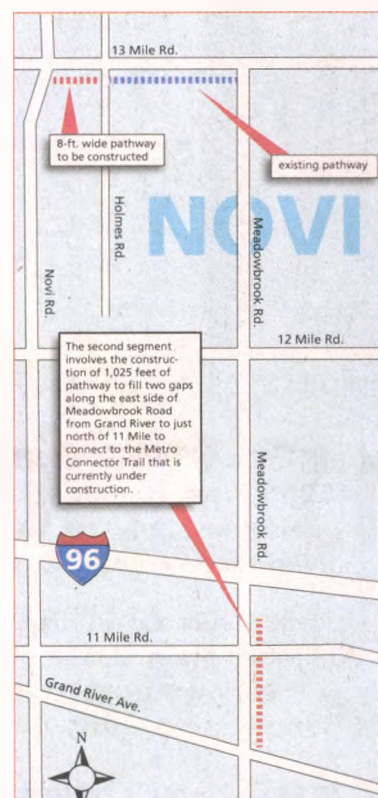 13 Mile Rd.
8-ft. wide pathway
to be constructed
existing pathway
NOVI
Holmes Rd.
Meadowbrook Rd.
Novi Rd.
12 Mile Rd.
The second segment
involves the construc-
tion of 1,025 feet of
pathway to fill two gaps
along the east side of
Meadowbrook Road
from Grand River to just
north of 11 Mile to
connect to the Metro
Connector Trail that is
currently under
construction.
Meadowbrook Rd.
96
11 Mile Rd.
Grand River Ave.
N